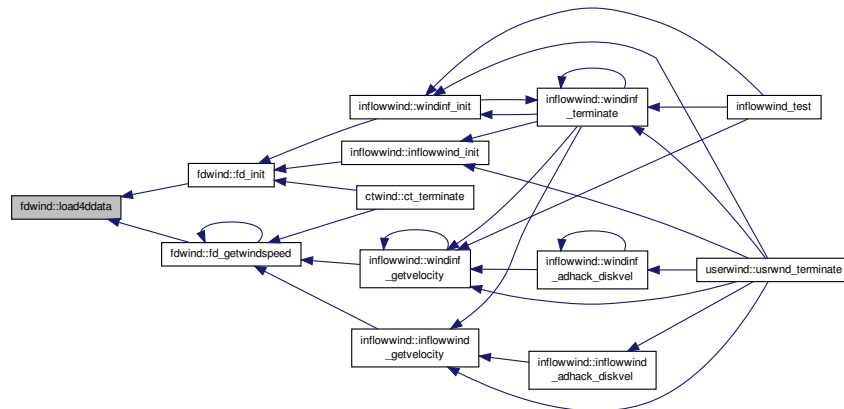 inflowwind::windinf_init
inflowwind::windinf
_terminate
inflowwind_test
inflowwind::inflowwind_init
fdwind::fd_init
ctwind::ct_terminate
fdwind::load4ddata
fdwind::fd_getwindspeed
inflowwind::windinf
_getvelocity
inflowwind::windinf
_adhack_diskvel
userwind::usrwnd_terminate
inflowwind::inflowwind
_getvelocity
inflowwind::inflowwind
_adhack_diskvel